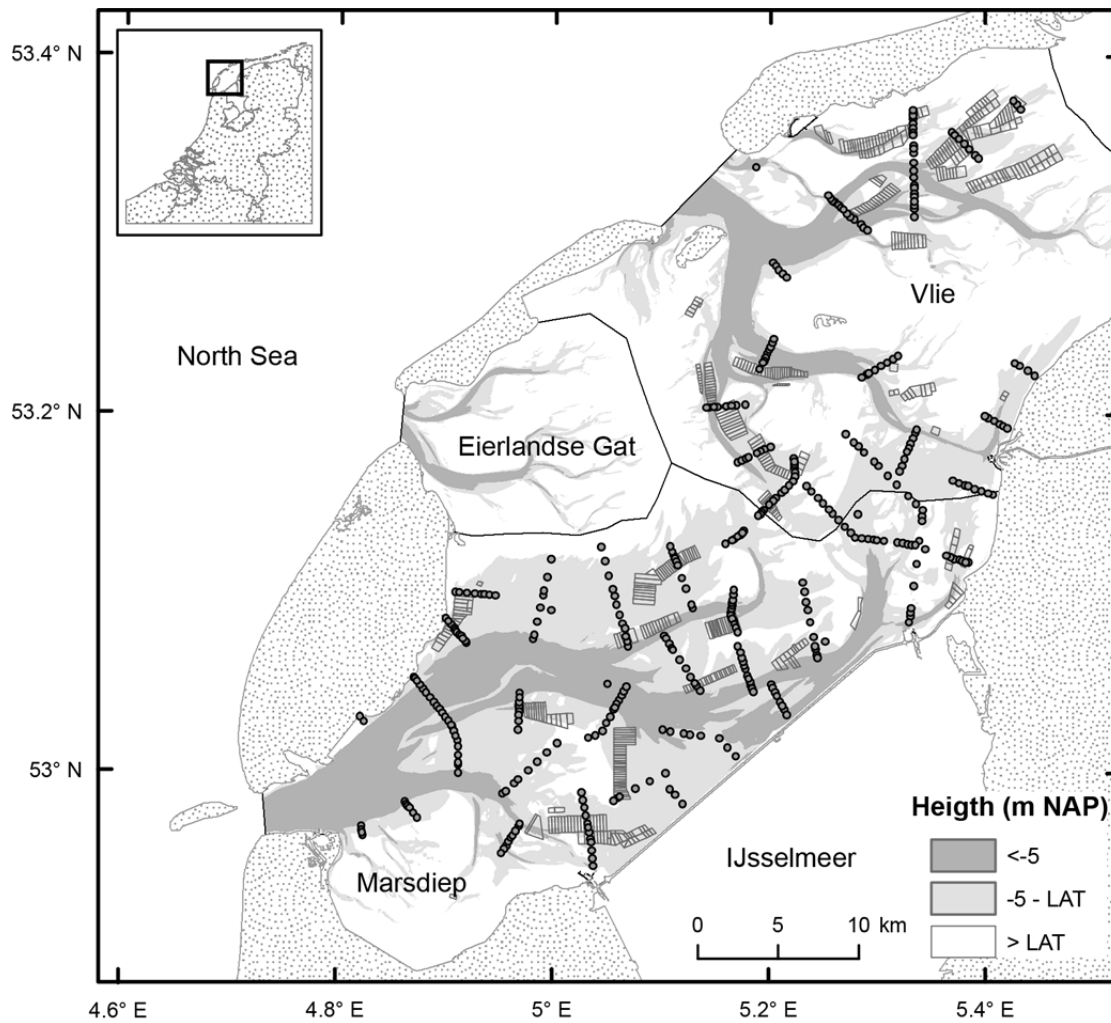 53.4° N
North Sea
Vlie
53.2° N
Eierlandse Gat
53° N
Marsdiep
IJsselmeer
Heigth (m NAP)
<-5
-5 - LAT
> LAT
0 5 10 km
4.6° E 4.8° E 5° E 5.2° E 5.4° E